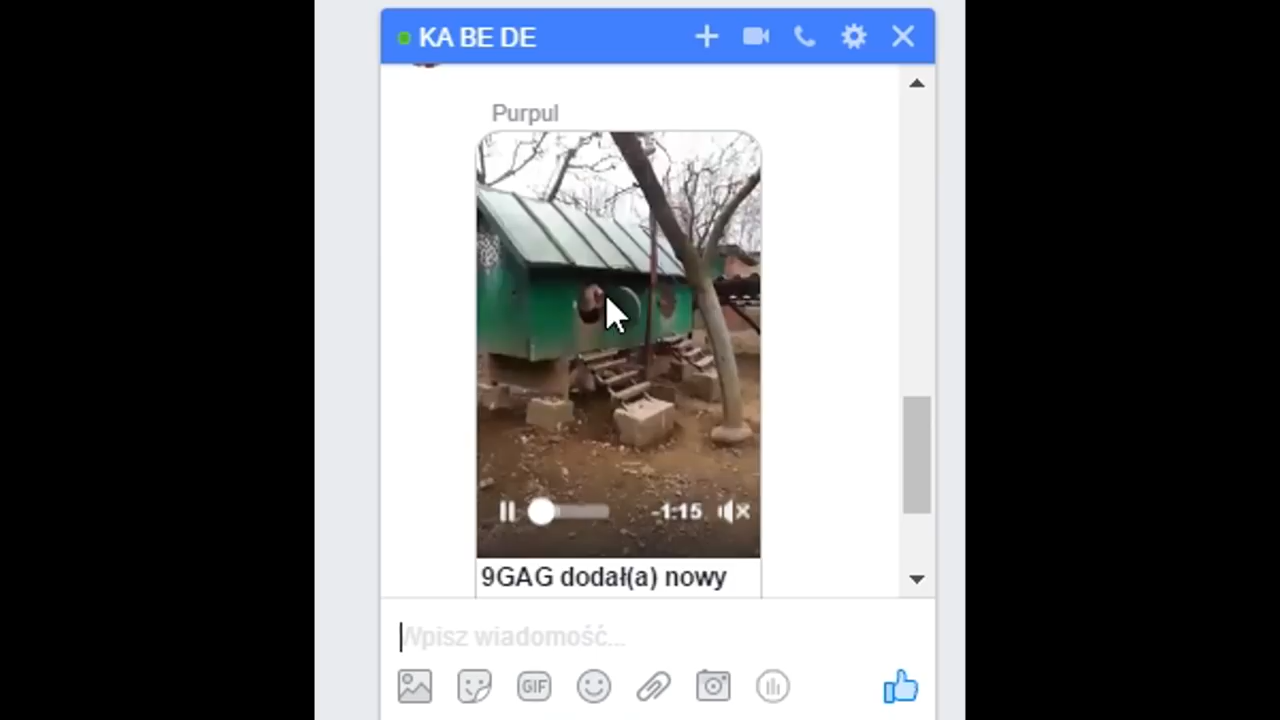 KA BE DE
Purpul
-1:15
9GAG dodał(a) nowy
Wpisz wiadomość...
GIF